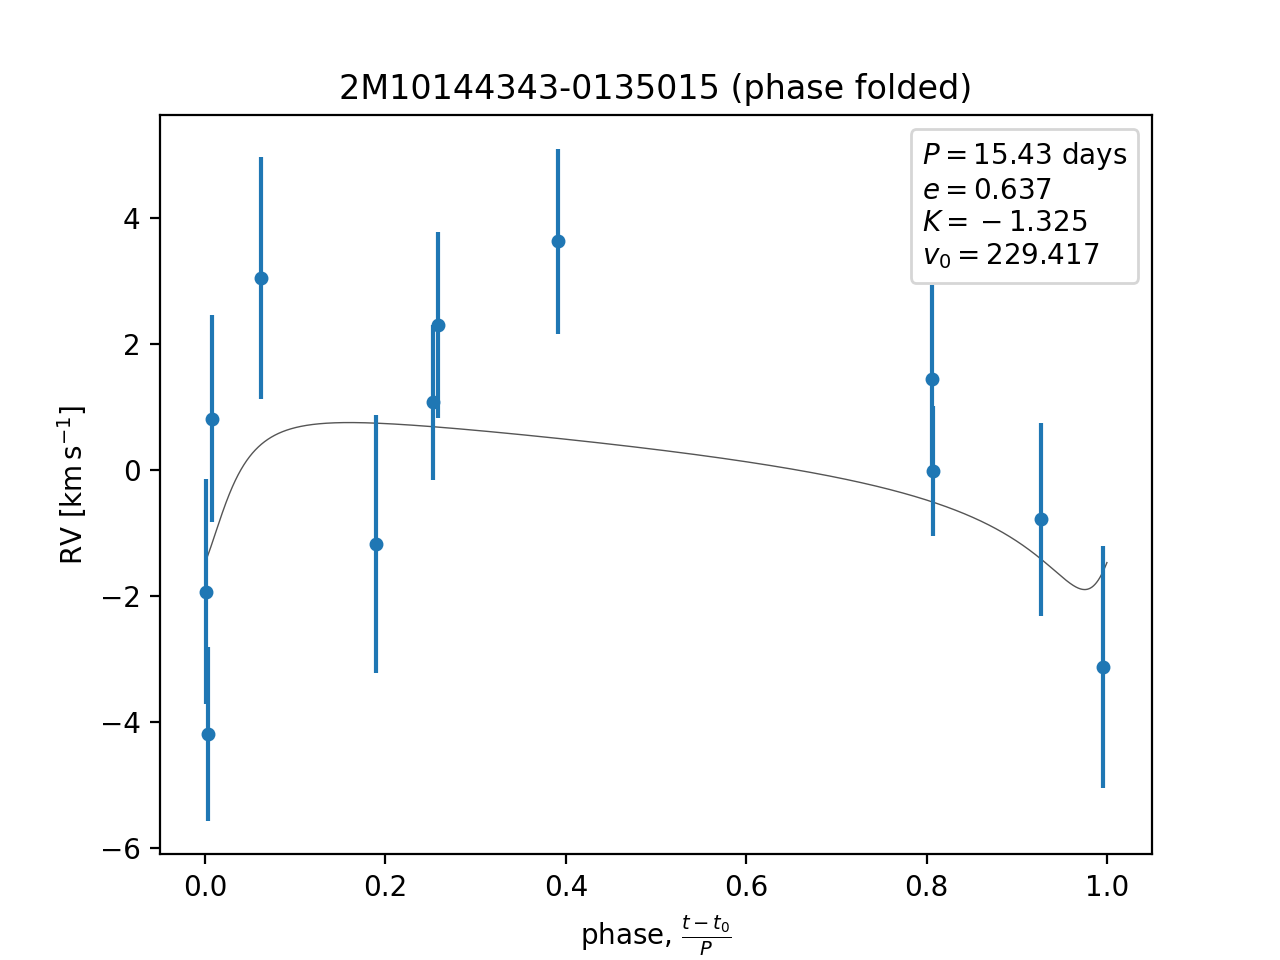 2M10144343-0135015 (phase folded)
P = 15.43 days
e = 0.637
K = −1.325
v₀ = 229.417
RV [km s⁻¹]
4
2
0
−2
−4
−6
0.0 0.2 0.4 0.6 0.8 1.0
phase, (t − t₀)/P